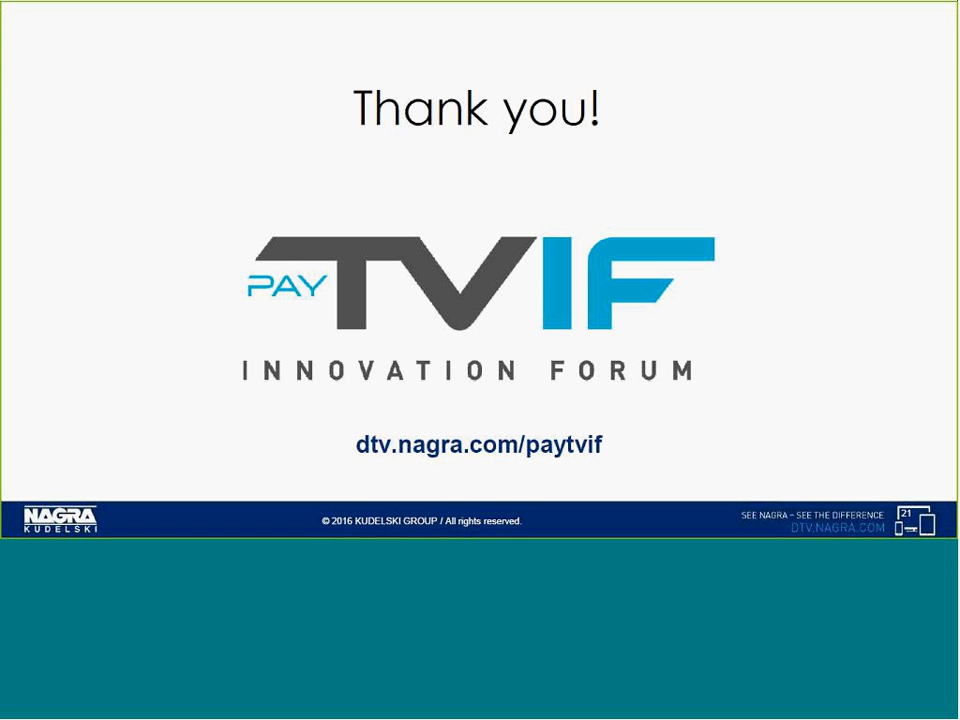 Thank you!
PAY TVIF
INNOVATION FORUM
dtv.nagra.com/paytvif
NAGRA
KUDELSKI
© 2016 KUDELSKI GROUP / All rights reserved.
SEE NAGRA – SEE THE DIFFERENCE
DTV.NAGRA.COM
21